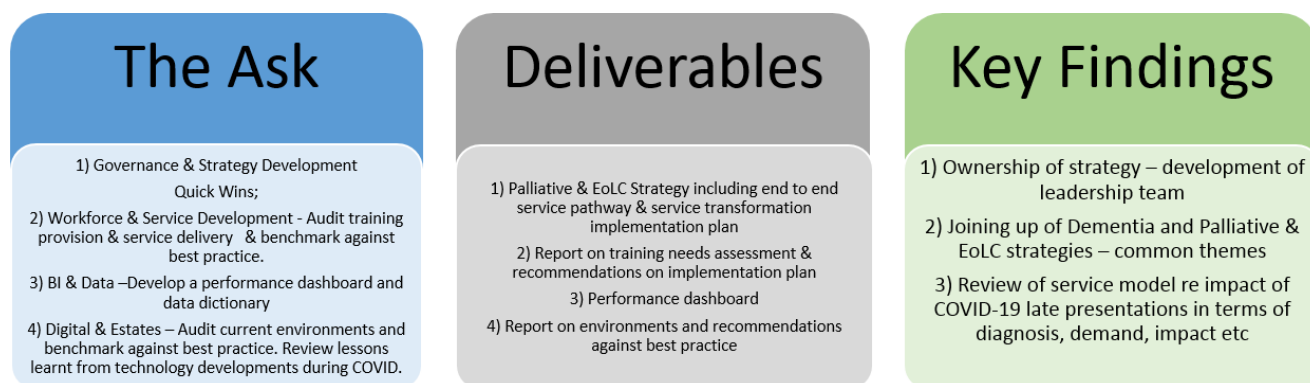 The Ask
1) Governance & Strategy Development
Quick Wins;
2) Workforce & Service Development - Audit training
provision & service delivery & benchmark against
best practice.
3) BI & Data –Develop a performance dashboard and
data dictionary
4) Digital & Estates – Audit current environments and
benchmark against best practice. Review lessons
learnt from technology developments during COVID.
Deliverables
1) Palliative & EoLC Strategy including end to end
service pathway & service transformation
implementation plan
2) Report on training needs assessment &
recommendations on implementation plan
3) Performance dashboard
4) Report on environments and recommendations
against best practice
Key Findings
1) Ownership of strategy – development of
leadership team
2) Joining up of Dementia and Palliative &
EoLC strategies – common themes
3) Review of service model re impact of
COVID-19 late presentations in terms of
diagnosis, demand, impact etc